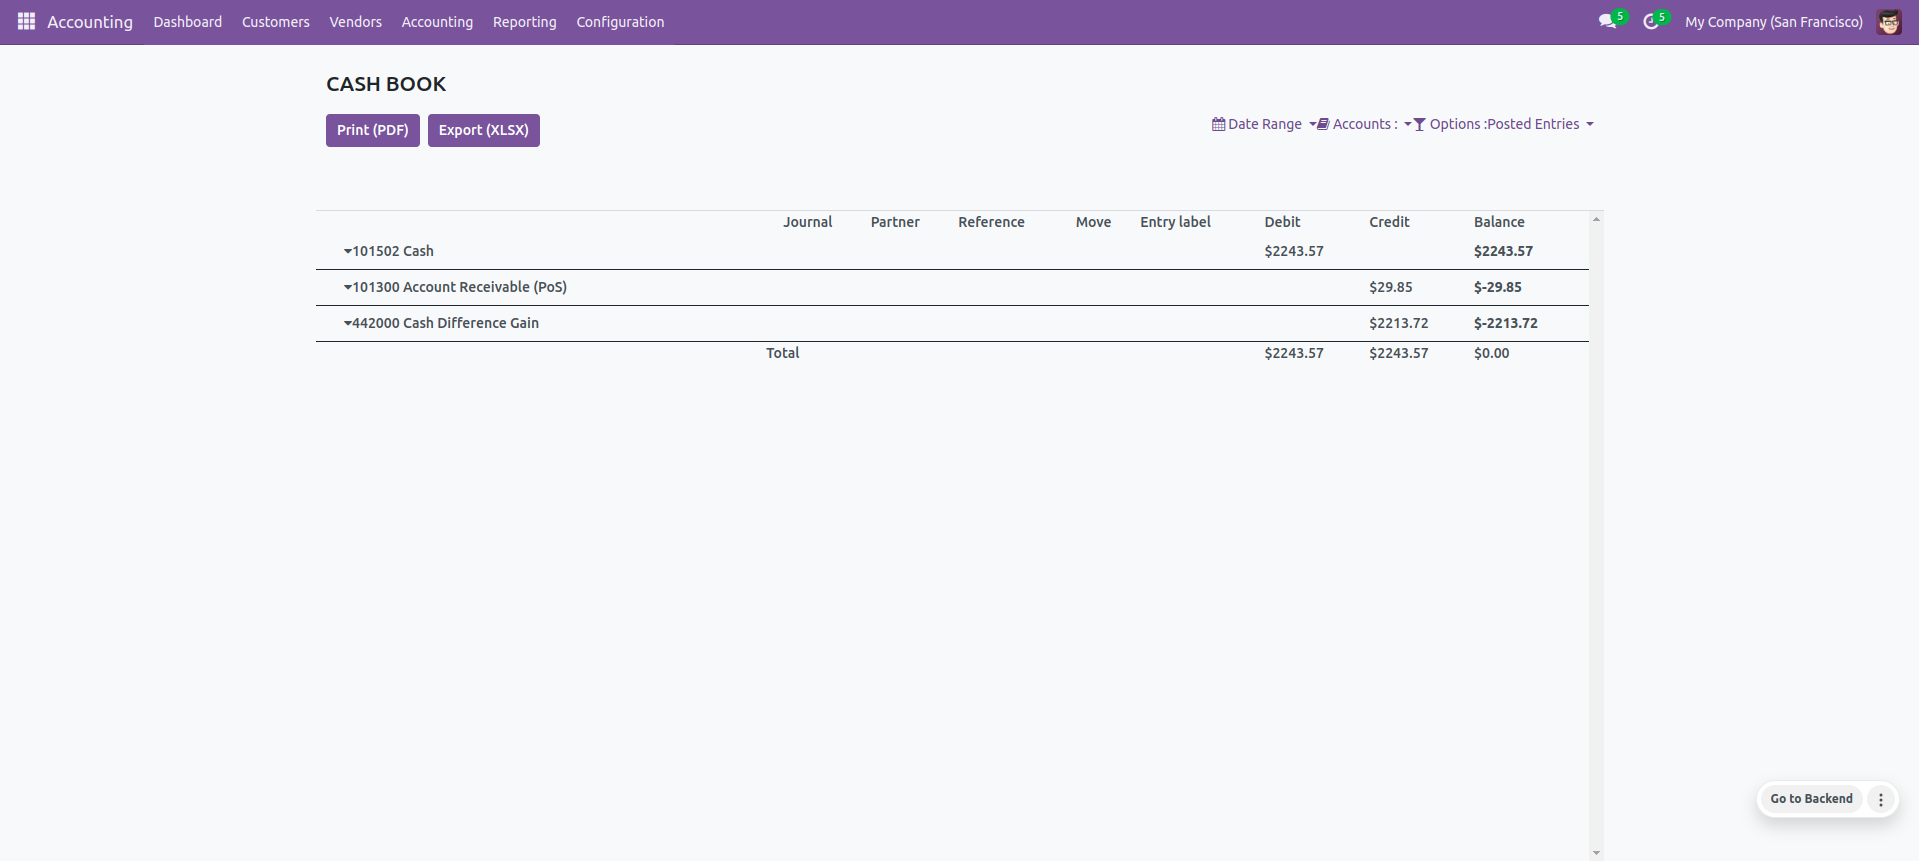 Accounting Dashboard Customers Vendors Accounting Reporting Configuration 5 5 My Company (San Francisco)
CASH BOOK
Print (PDF) Export (XLSX) Date Range Accounts : Options :Posted Entries
Journal Partner Reference Move Entry label Debit Credit Balance
101502 Cash $2243.57 $2243.57
101300 Account Receivable (PoS) $29.85 $-29.85
442000 Cash Difference Gain $2213.72 $-2213.72
Total $2243.57 $2243.57 $0.00
Go to Backend